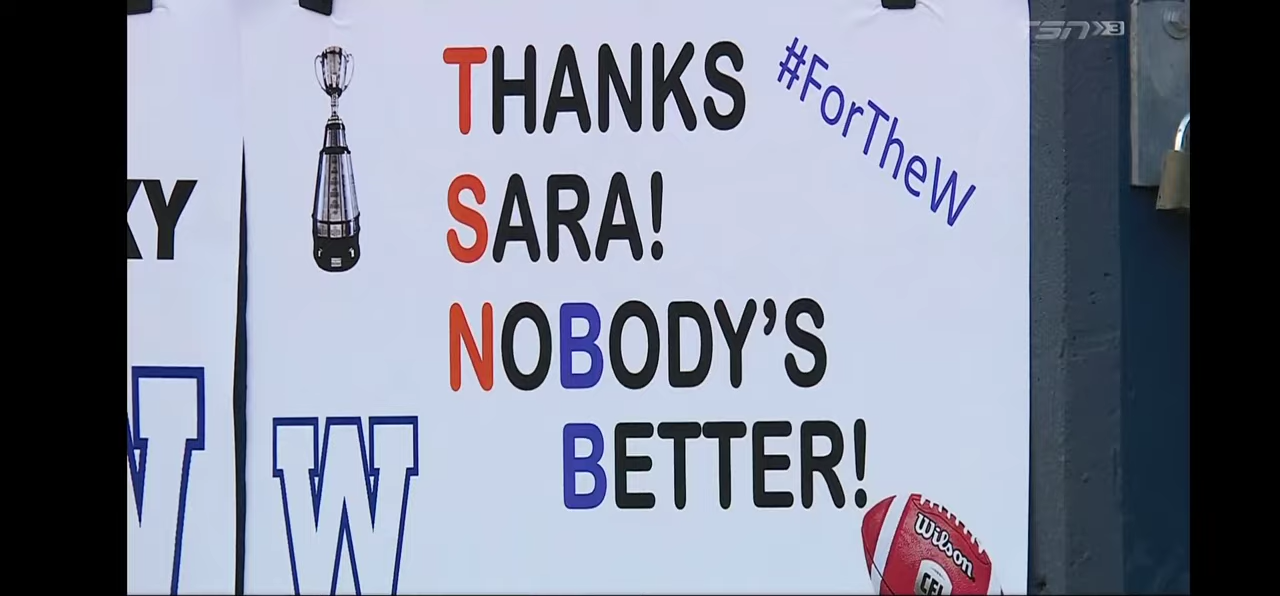 TSN 3
THANKS
#ForTheW
SARA!
KY
NOBODY'S
BETTER!
W
W
Wilson
CFL